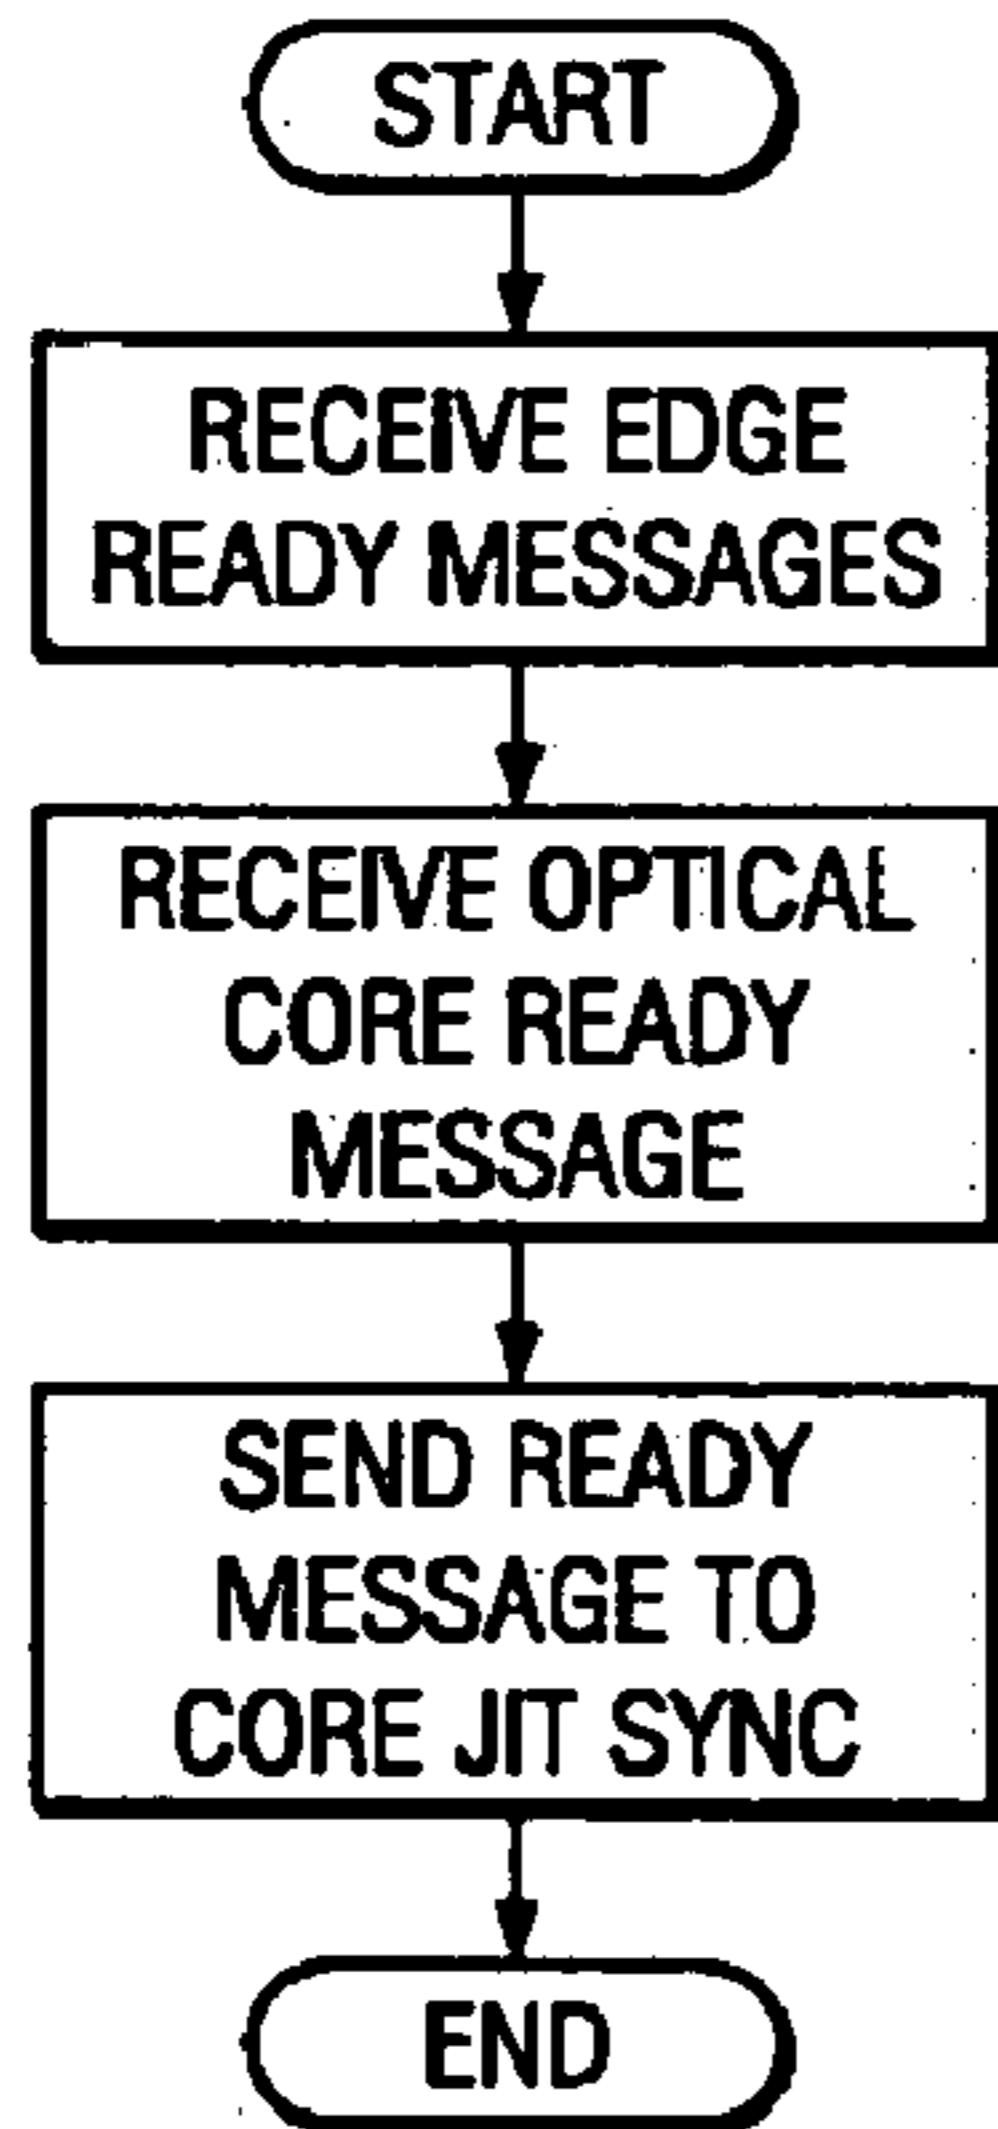 START
RECEIVE EDGE
READY MESSAGES
RECEIVE OPTICAL
CORE READY
MESSAGE
SEND READY
MESSAGE TO
CORE JIT SYNC
END